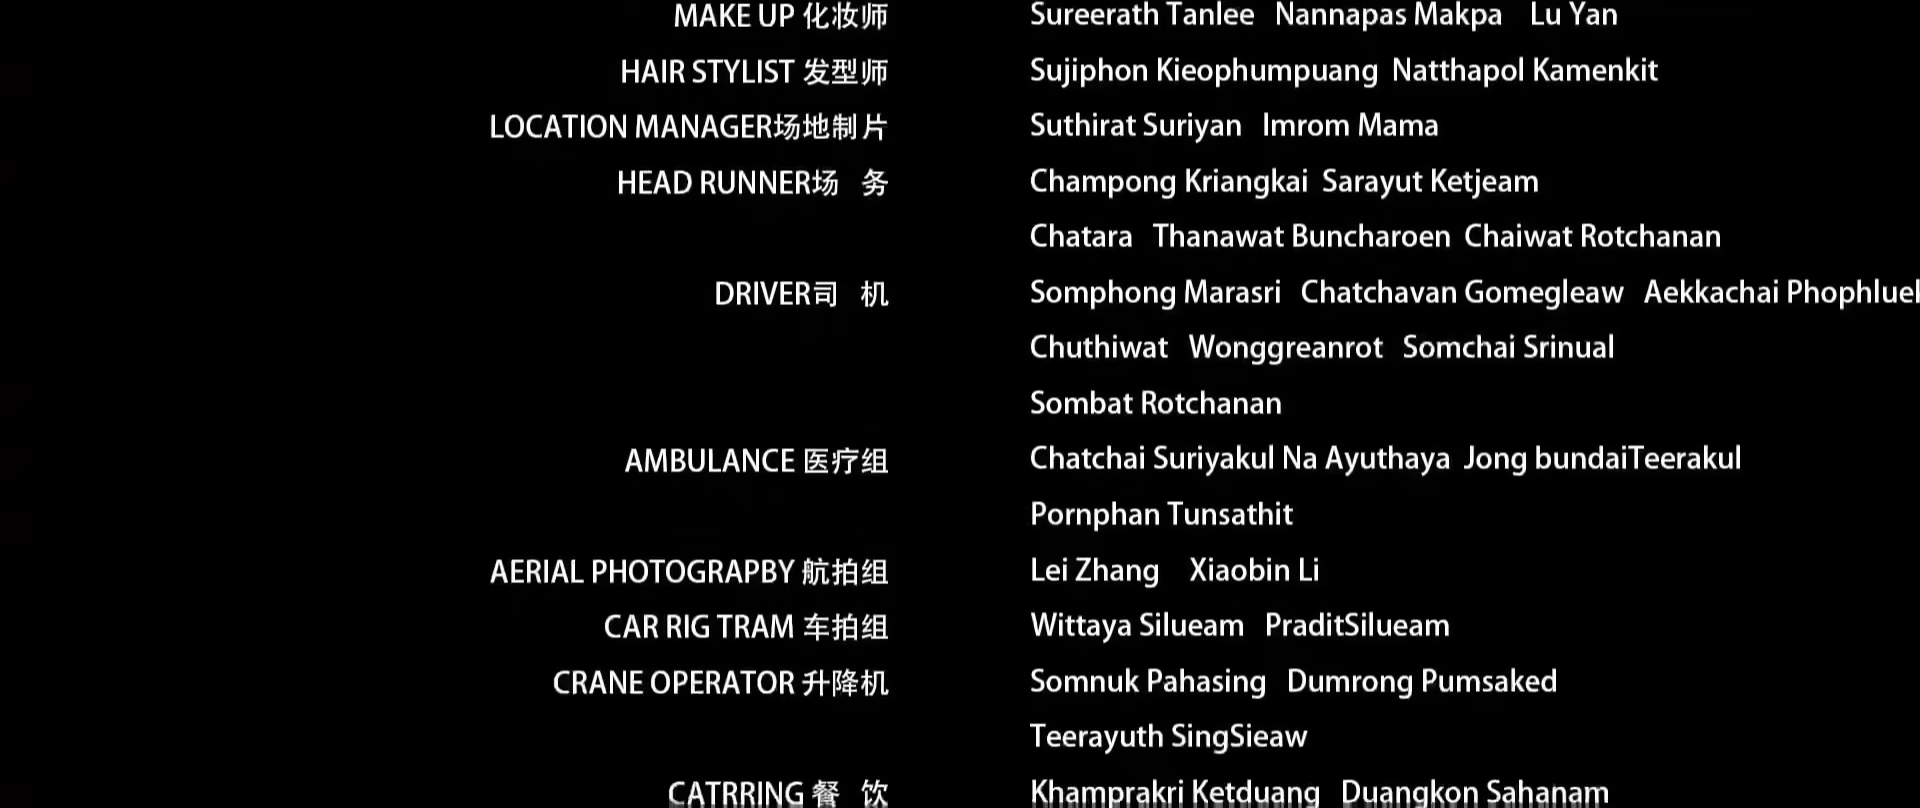 MAKE UP 化妆师 Sureerath Tanlee Nannapas Makpa Lu Yan
HAIR STYLIST 发型师 Sujiphon Kieophumpuang Natthapol Kamenkit
LOCATION MANAGER场地制片 Suthirat Suriyan Imrom Mama
HEAD RUNNER场 务 Champong Kriangkai Sarayut Ketjeam
Chatara Thanawat Buncharoen Chaiwat Rotchanan
DRIVER司 机 Somphong Marasri Chatchavan Gomegleaw Aekkachai
Chuthiwat Wonggreanrot Somchai Srinual
Sombat Rotchanan
AMBULANCE 医疗组 Chatchai Suriyakul Na Ayuthaya Jong bundaiTeerakul
Pornphan Tunsathit
AERIAL PHOTOGRAPBY 航拍组 Lei Zhang Xiaobin Li
CAR RIG TRAM 车拍组 Wittaya Silueam PraditSilueam
CRANE OPERATOR 升降机 Somnuk Pahasing Dumrong Pumsaked
Teerayuth SingSieaw
CATRRING 餐 饮 Khamprakri Ketduang Duangkon Sahanam